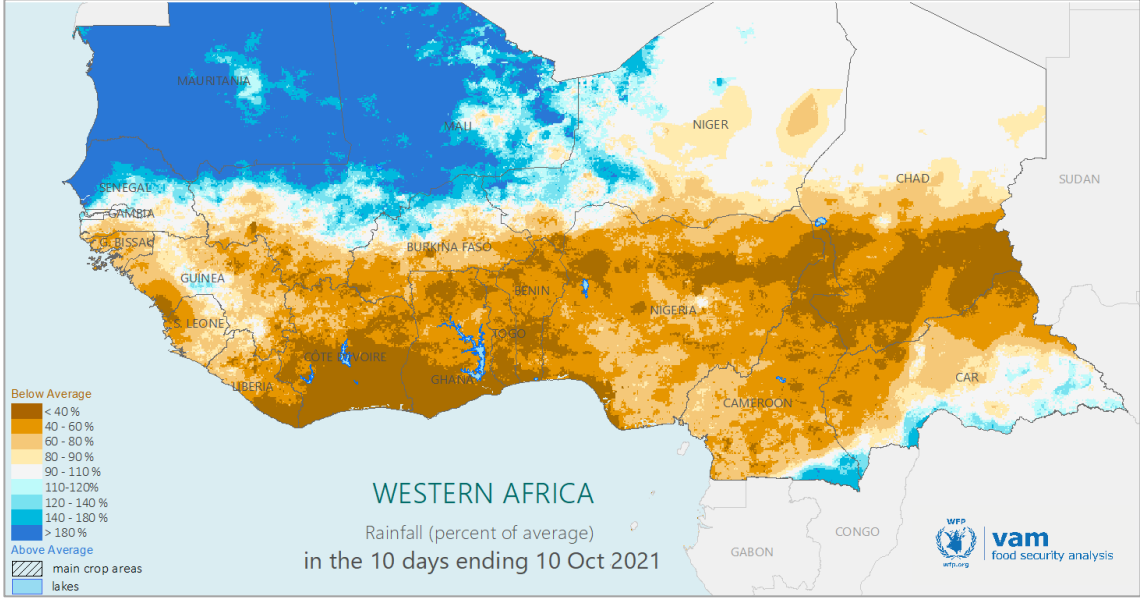 MAURITANIA
MALI
NIGER
CHAD
SUDAN
SENEGAL
GAMBIA
G. BISSAU
BURKINA FASO
GUINEA
BENIN
NIGERIA
S. LEONE
TOGO
CÔTE D'IVOIRE
LIBERIA
GHANA
CAMEROON
CAR
GABON
CONGO
Below Average
< 40 %
40 - 60 %
60 - 80 %
80 - 90 %
90 - 110 %
110-120%
120 - 140 %
140 - 180 %
> 180 %
Above Average
main crop areas
lakes
WESTERN AFRICA
Rainfall (percent of average)
in the 10 days ending 10 Oct 2021
WFP
wfp.org
vam
food security analysis